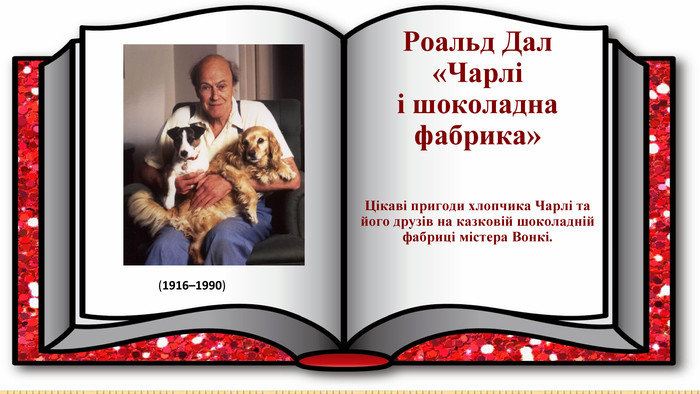 (1916–1990)
Роальд Дал
«Чарлі
і шоколадна
фабрика»
Цікаві пригоди хлопчика Чарлі та
його друзів на казковій шоколадній
фабриці містера Вонкі.